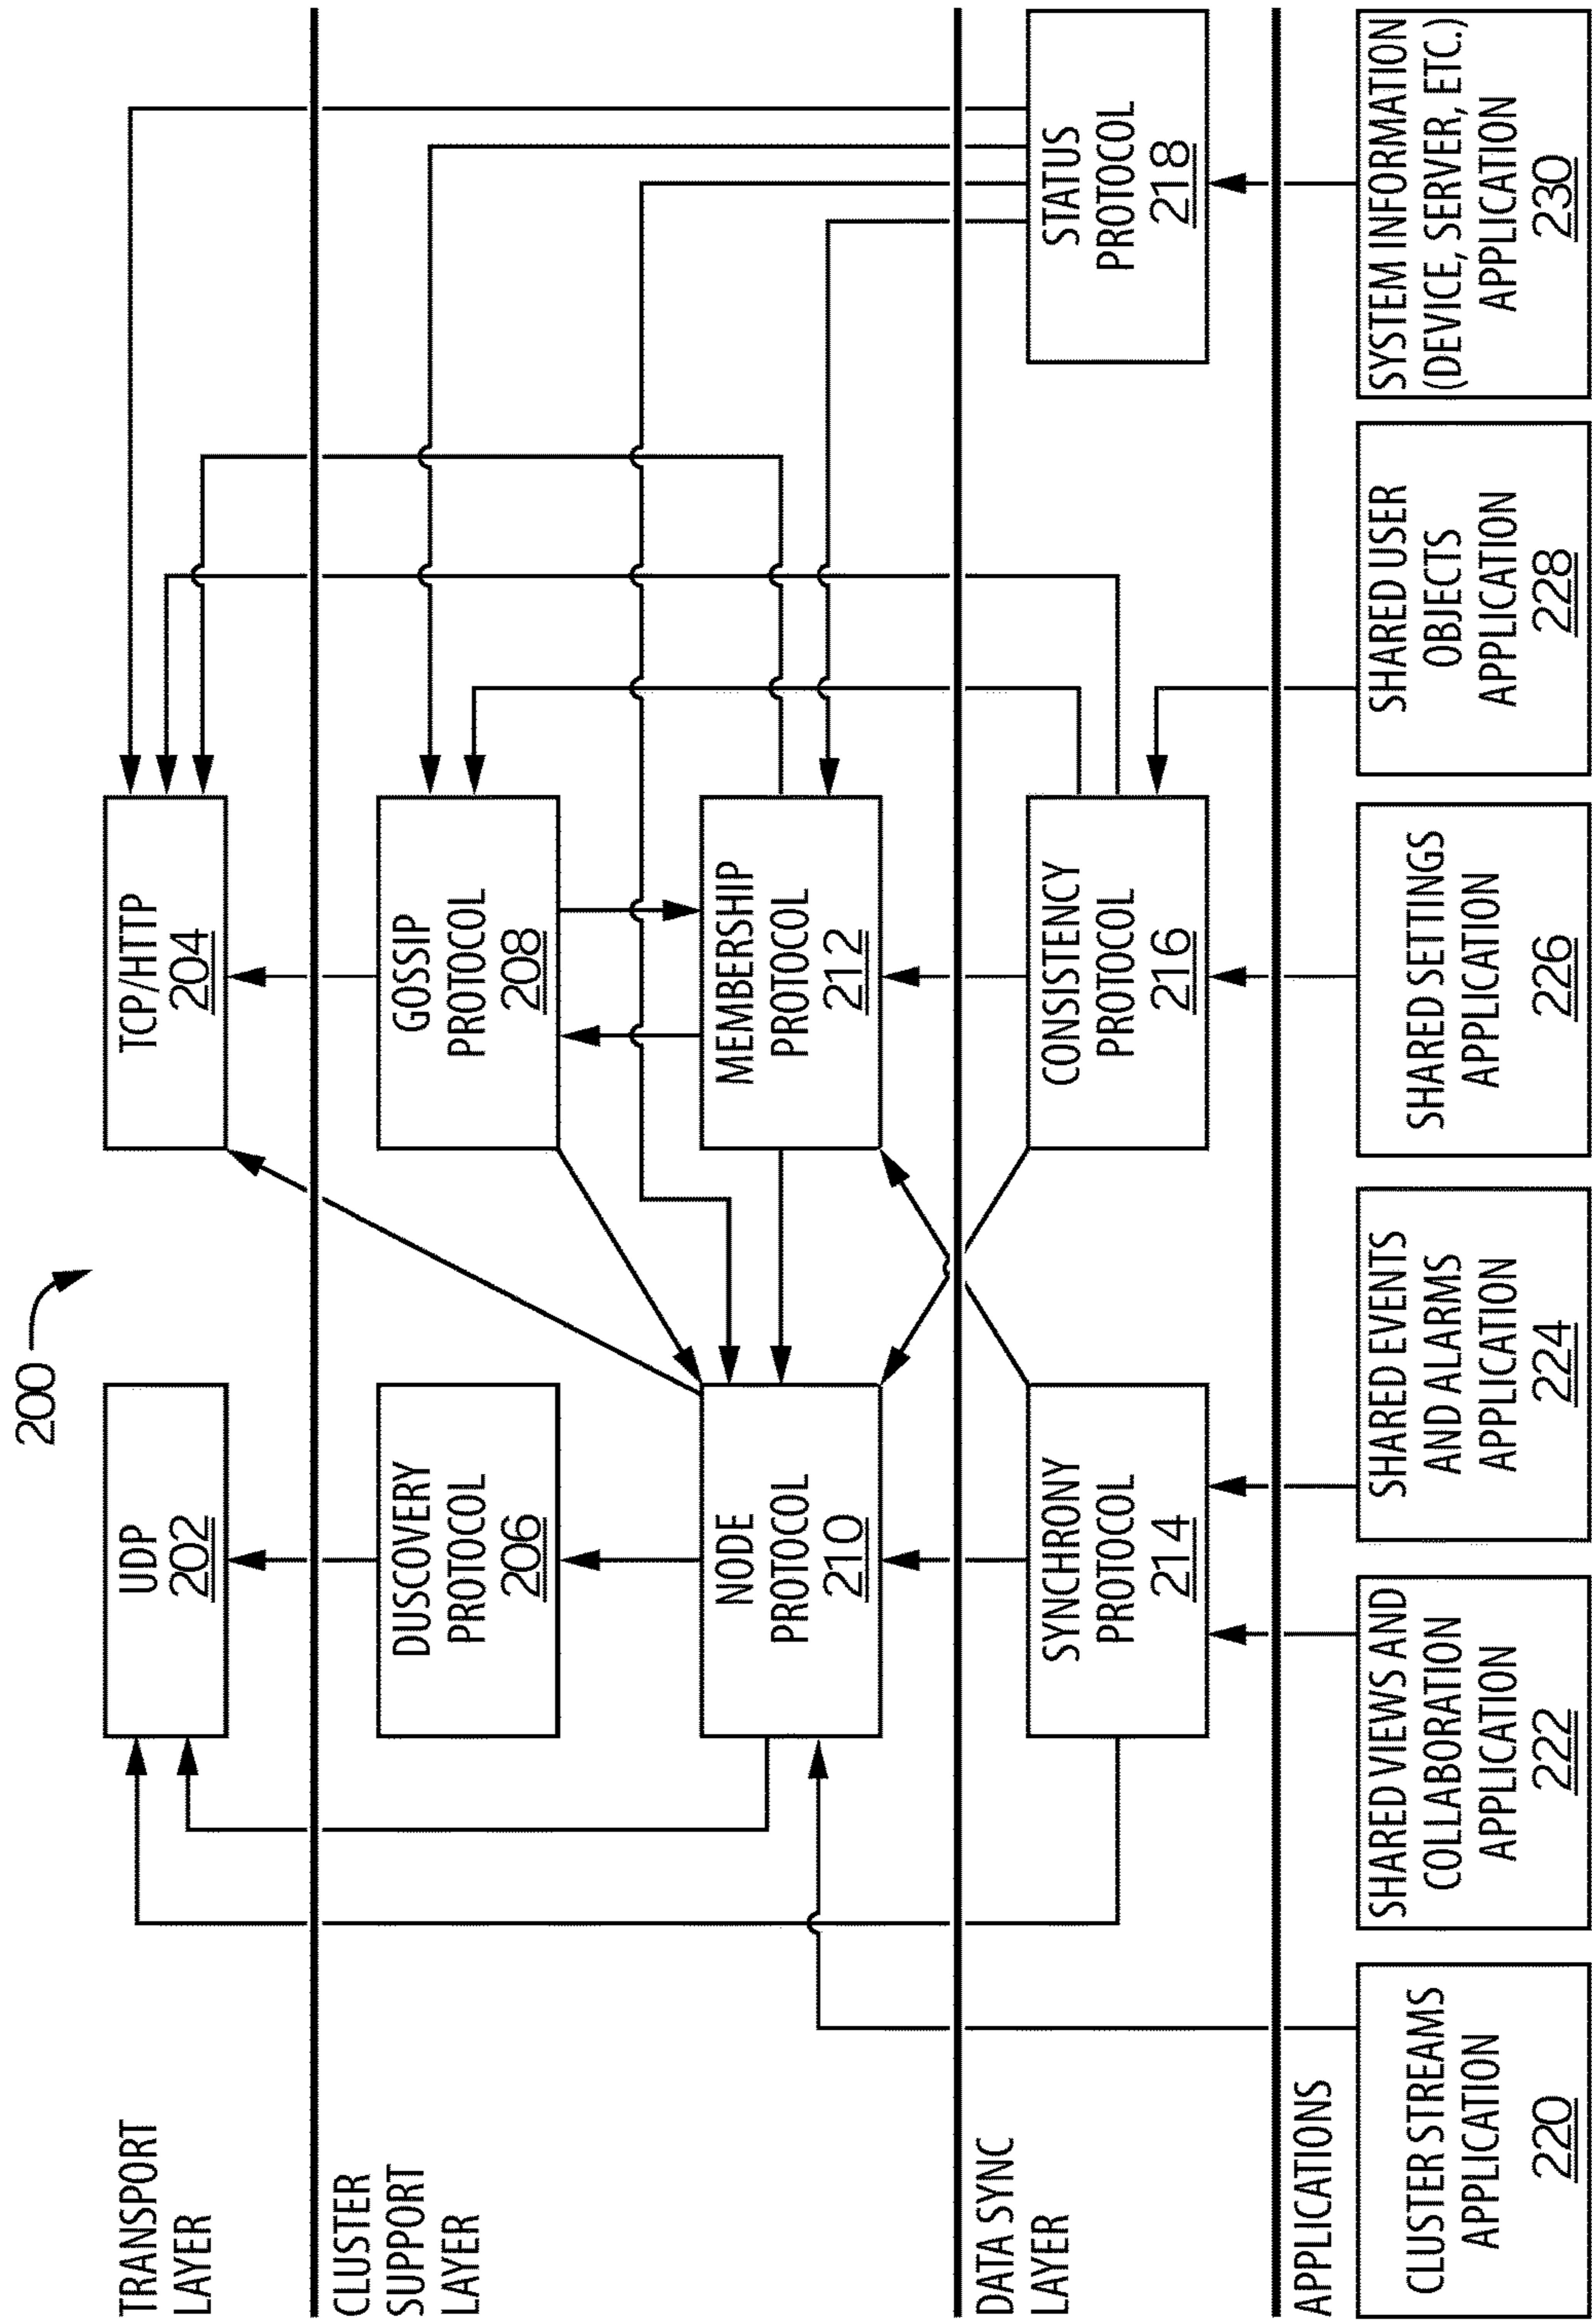 200
TRANSPORT
LAYER
UDP
202
TCP/HTTP
204
CLUSTER
SUPPORT
LAYER
DUSCOVERY
PROTOCOL
206
GOSSIP
PROTOCOL
208
NODE
PROTOCOL
210
MEMBERSHIP
PROTOCOL
212
DATA SYNC
LAYER
SYNCHRONY
PROTOCOL
214
CONSISTENCY
PROTOCOL
216
STATUS
PROTOCOL
218
APPLICATIONS
CLUSTER STREAMS
APPLICATION
220
SHARED VIEWS AND
COLLABORATION
APPLICATION
222
SHARED EVENTS
AND ALARMS
APPLICATION
224
SHARED SETTINGS
APPLICATION
226
SHARED USER
OBJECTS
APPLICATION
228
SYSTEM INFORMATION
(DEVICE, SERVER, ETC.)
APPLICATION
230